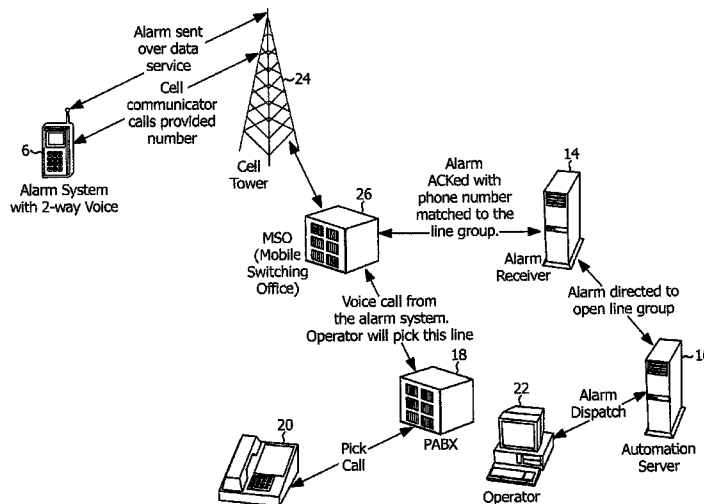 Alarm sent
over data
service
24
Cell
communicator
calls provided
number
6
Alarm System
with 2-way Voice
Cell
Tower
26
MSO
(Mobile
Switching
Office)
Alarm
ACKed with
phone number
matched to the
line group.
14
Alarm
Receiver
Alarm directed to
open line group
Voice call from
the alarm system.
Operator will pick this line
18
PABX
16
Automation
Server
22
Alarm
Dispatch
Operator
20
Pick
Call